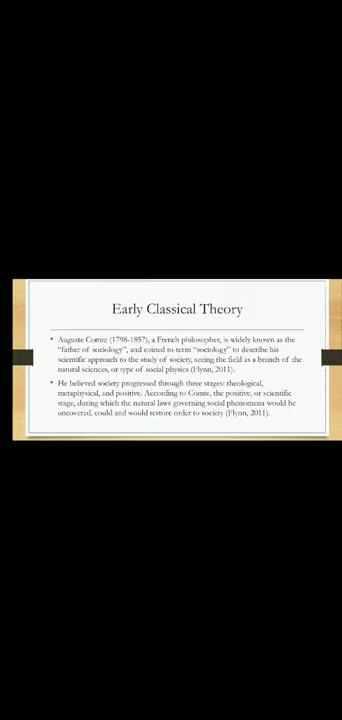 Early Classical Theory
• Auguste Comte (1798-1857), a French philosopher, is widely known as the
“father of sociology”, and coined to term “sociology” to describe his
scientific approach to the study of society, seeing the field as a branch of the
natural sciences, or type of social physics (Flynn, 2011).
• He believed society progressed through three stages: theological,
metaphysical, and positive. According to Comte, the positive, or scientific
stage, during which the natural laws governing social phenomena would be
uncovered, could and would restore order to society (Flynn, 2011).